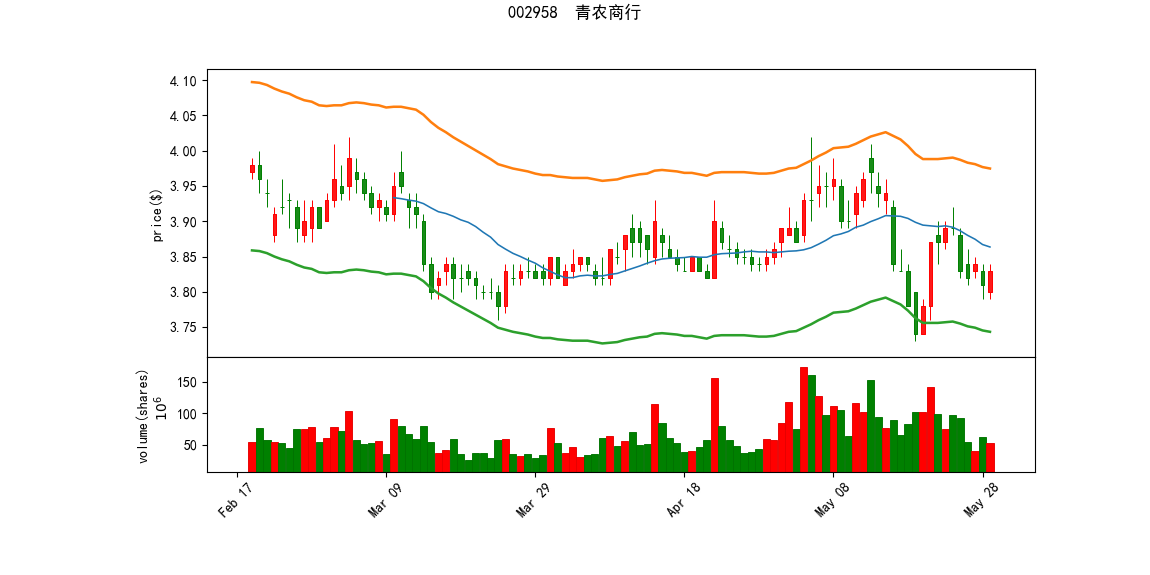 002958 青农商行
price($)
4.10
4.05
4.00
3.95
3.90
3.85
3.80
3.75
volume(shares)
10^6
150
100
50
Feb 17
Mar 09
Mar 29
Apr 18
May 08
May 28